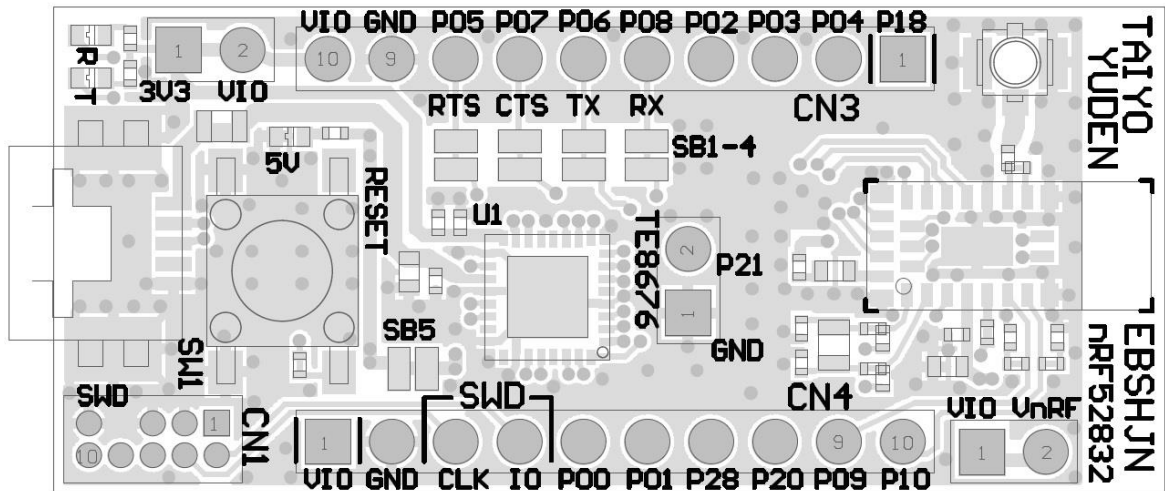 VIO GND P05 P07 P06 P08 P02 P03 P04 P18
1 2 10 9 1
R
T
3V3 VIO
RTS CTS TX RX
CN3
TAIYO
YUDEN
5V
SB1-4
RESET
U1
TE8676
2
P21
1
GND
SB5
SW1
EBSHJN
nRF52832
SWD
CN1
1
10
SWD
CN4
VIO VnRF
1 9 10
1 2
VIO GND CLK IO P00 P01 P28 P20 P09 P10